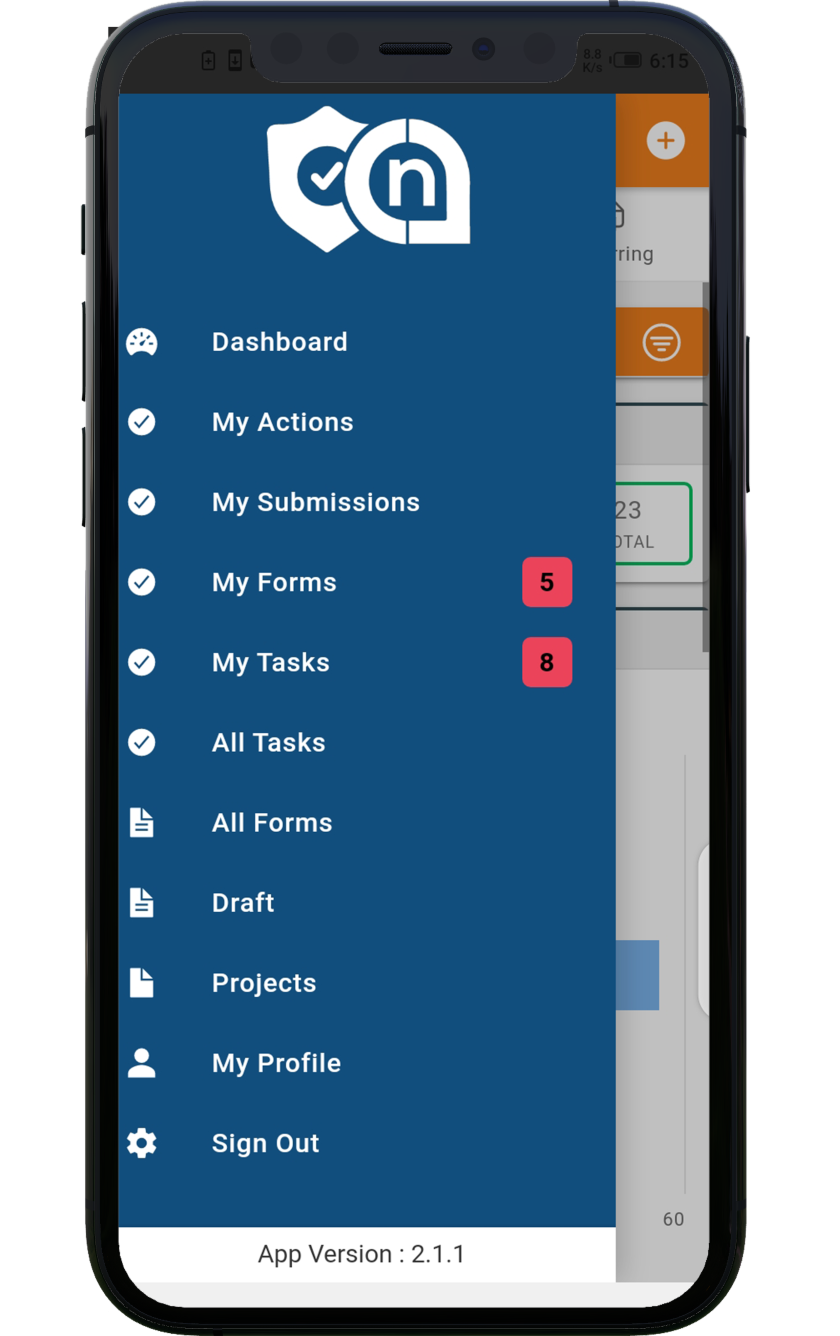 8.8
K/s
6:15
n
rring
Dashboard
My Actions
23
My Submissions
OTAL
My Forms 5
My Tasks 8
All Tasks
All Forms
Draft
Projects
My Profile
Sign Out
60
App Version : 2.1.1